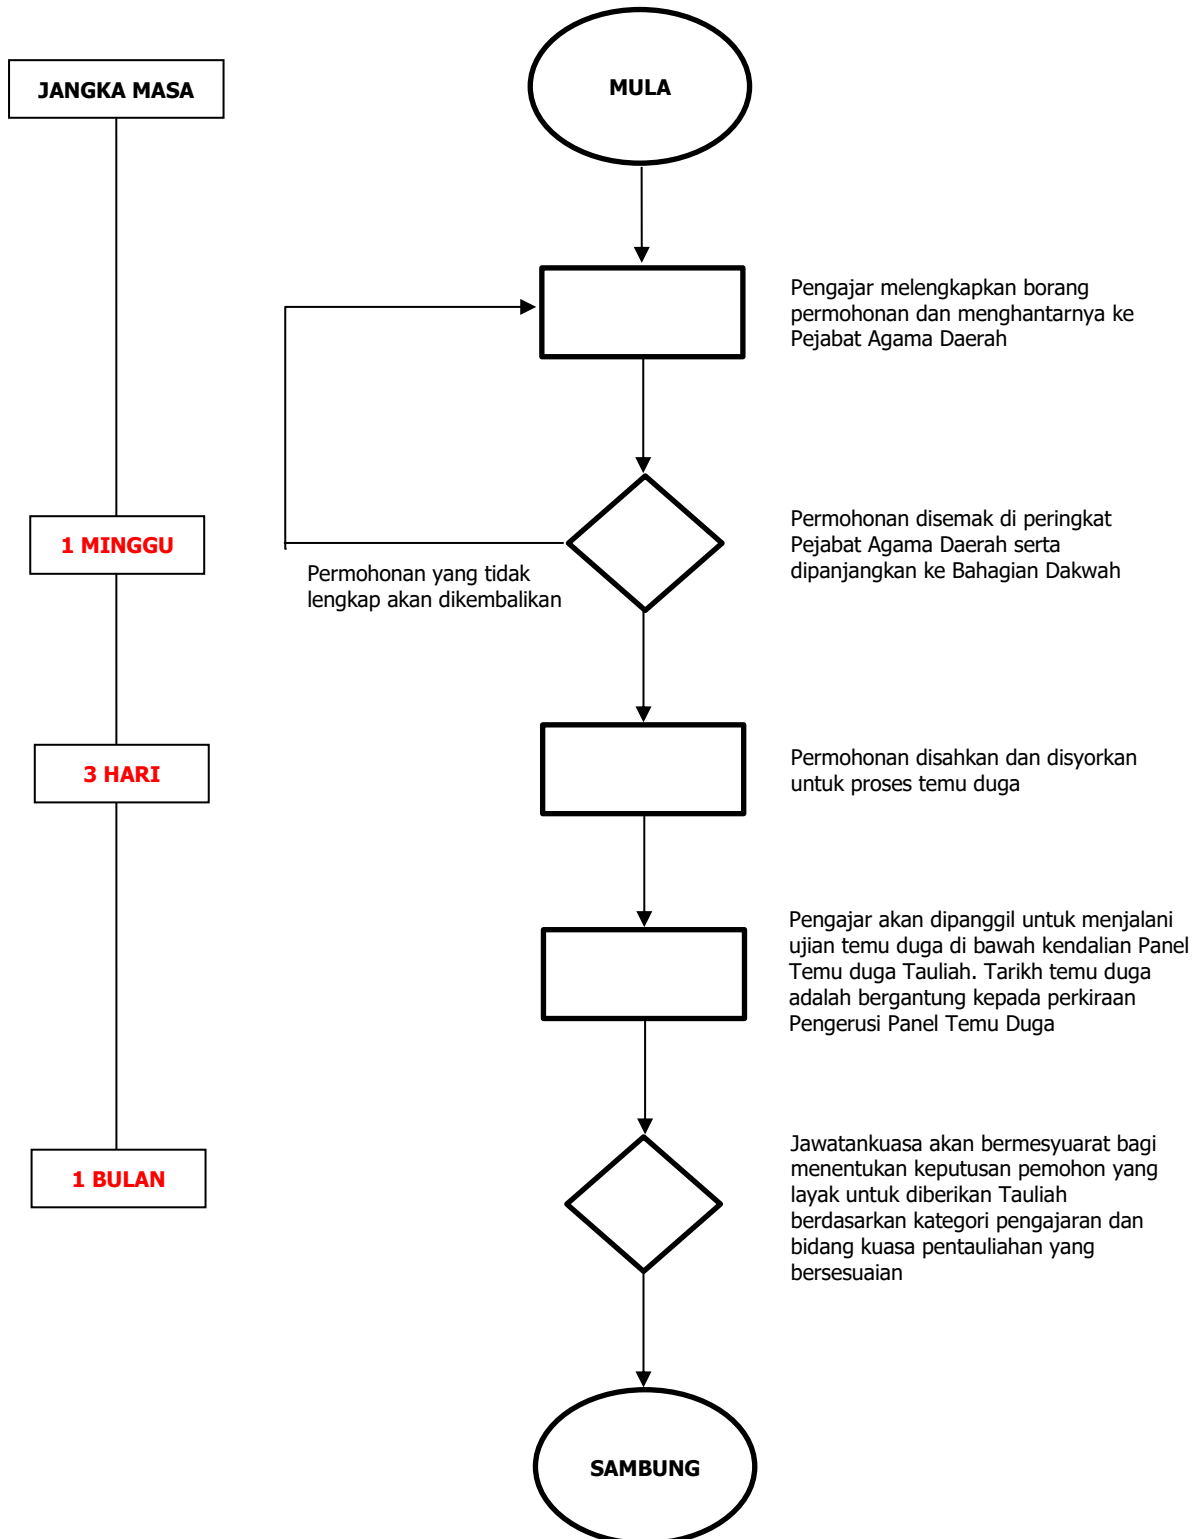 MULA
JANGKA MASA
Pengajar melengkapkan borang
permohonan dan menghantarnya ke
Pejabat Agama Daerah
1 MINGGU
Permohonan disemak di peringkat
Pejabat Agama Daerah serta
dipanjangkan ke Bahagian Dakwah
Permohonan yang tidak
lengkap akan dikembalikan
3 HARI
Permohonan disahkan dan disyorkan
untuk proses temu duga
Pengajar akan dipanggil untuk menjalani
ujian temu duga di bawah kendalian Panel
Temu duga Tauliah. Tarikh temu duga
adalah bergantung kepada perkiraan
Pengerusi Panel Temu Duga
1 BULAN
Jawatankuasa akan bermesyuarat bagi
menentukan keputusan pemohon yang
layak untuk diberikan Tauliah
berdasarkan kategori pengajaran dan
bidang kuasa pentauliahan yang
bersesuaian
SAMBUNG